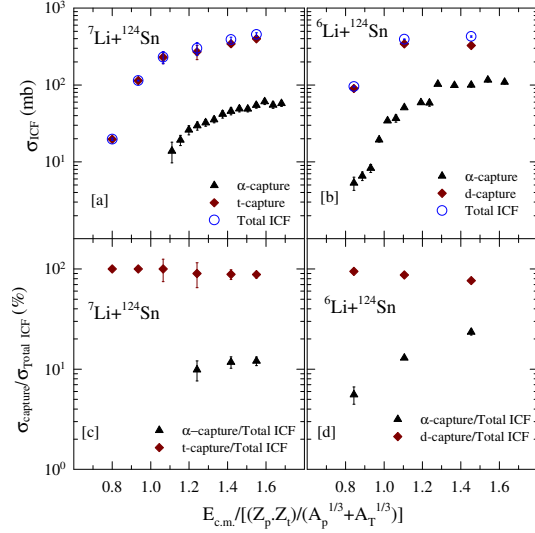 10³
⁷Li+¹²⁴Sn
⁶Li+¹²⁴Sn
10²
σ_ICF (mb)
10¹
[a]
α-capture
t-capture
Total ICF
[b]
α-capture
d-capture
Total ICF
10²
⁷Li+¹²⁴Sn
⁶Li+¹²⁴Sn
σ_capture/σ_Total ICF (%)
10¹
[c]
α−capture/Total ICF
t-capture/Total ICF
[d]
α-capture/Total ICF
d-capture/Total ICF
10⁰
0.8 1.0 1.2 1.4 1.6 0.8 1.0 1.2 1.4 1.6
E_c.m./[(Z_p.Z_t)/(A_p^1/3+A_T^1/3)]